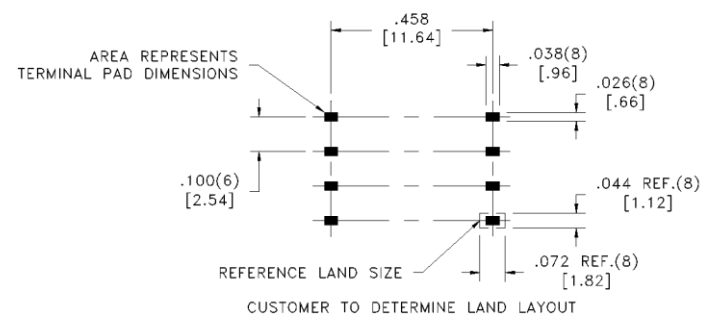 .458
[11.64]
AREA REPRESENTS
TERMINAL PAD DIMENSIONS
.038(8)
[.96]
.026(8)
[.66]
.100(6)
[2.54]
.044 REF.(8)
[1.12]
REFERENCE LAND SIZE
.072 REF.(8)
[1.82]
CUSTOMER TO DETERMINE LAND LAYOUT